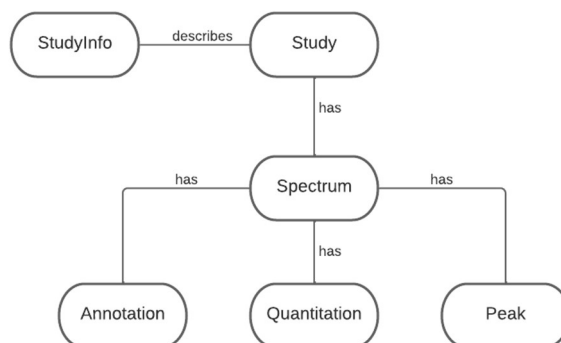 StudyInfo
describes
Study
has
has
Spectrum
has
has
Annotation
Quantitation
Peak